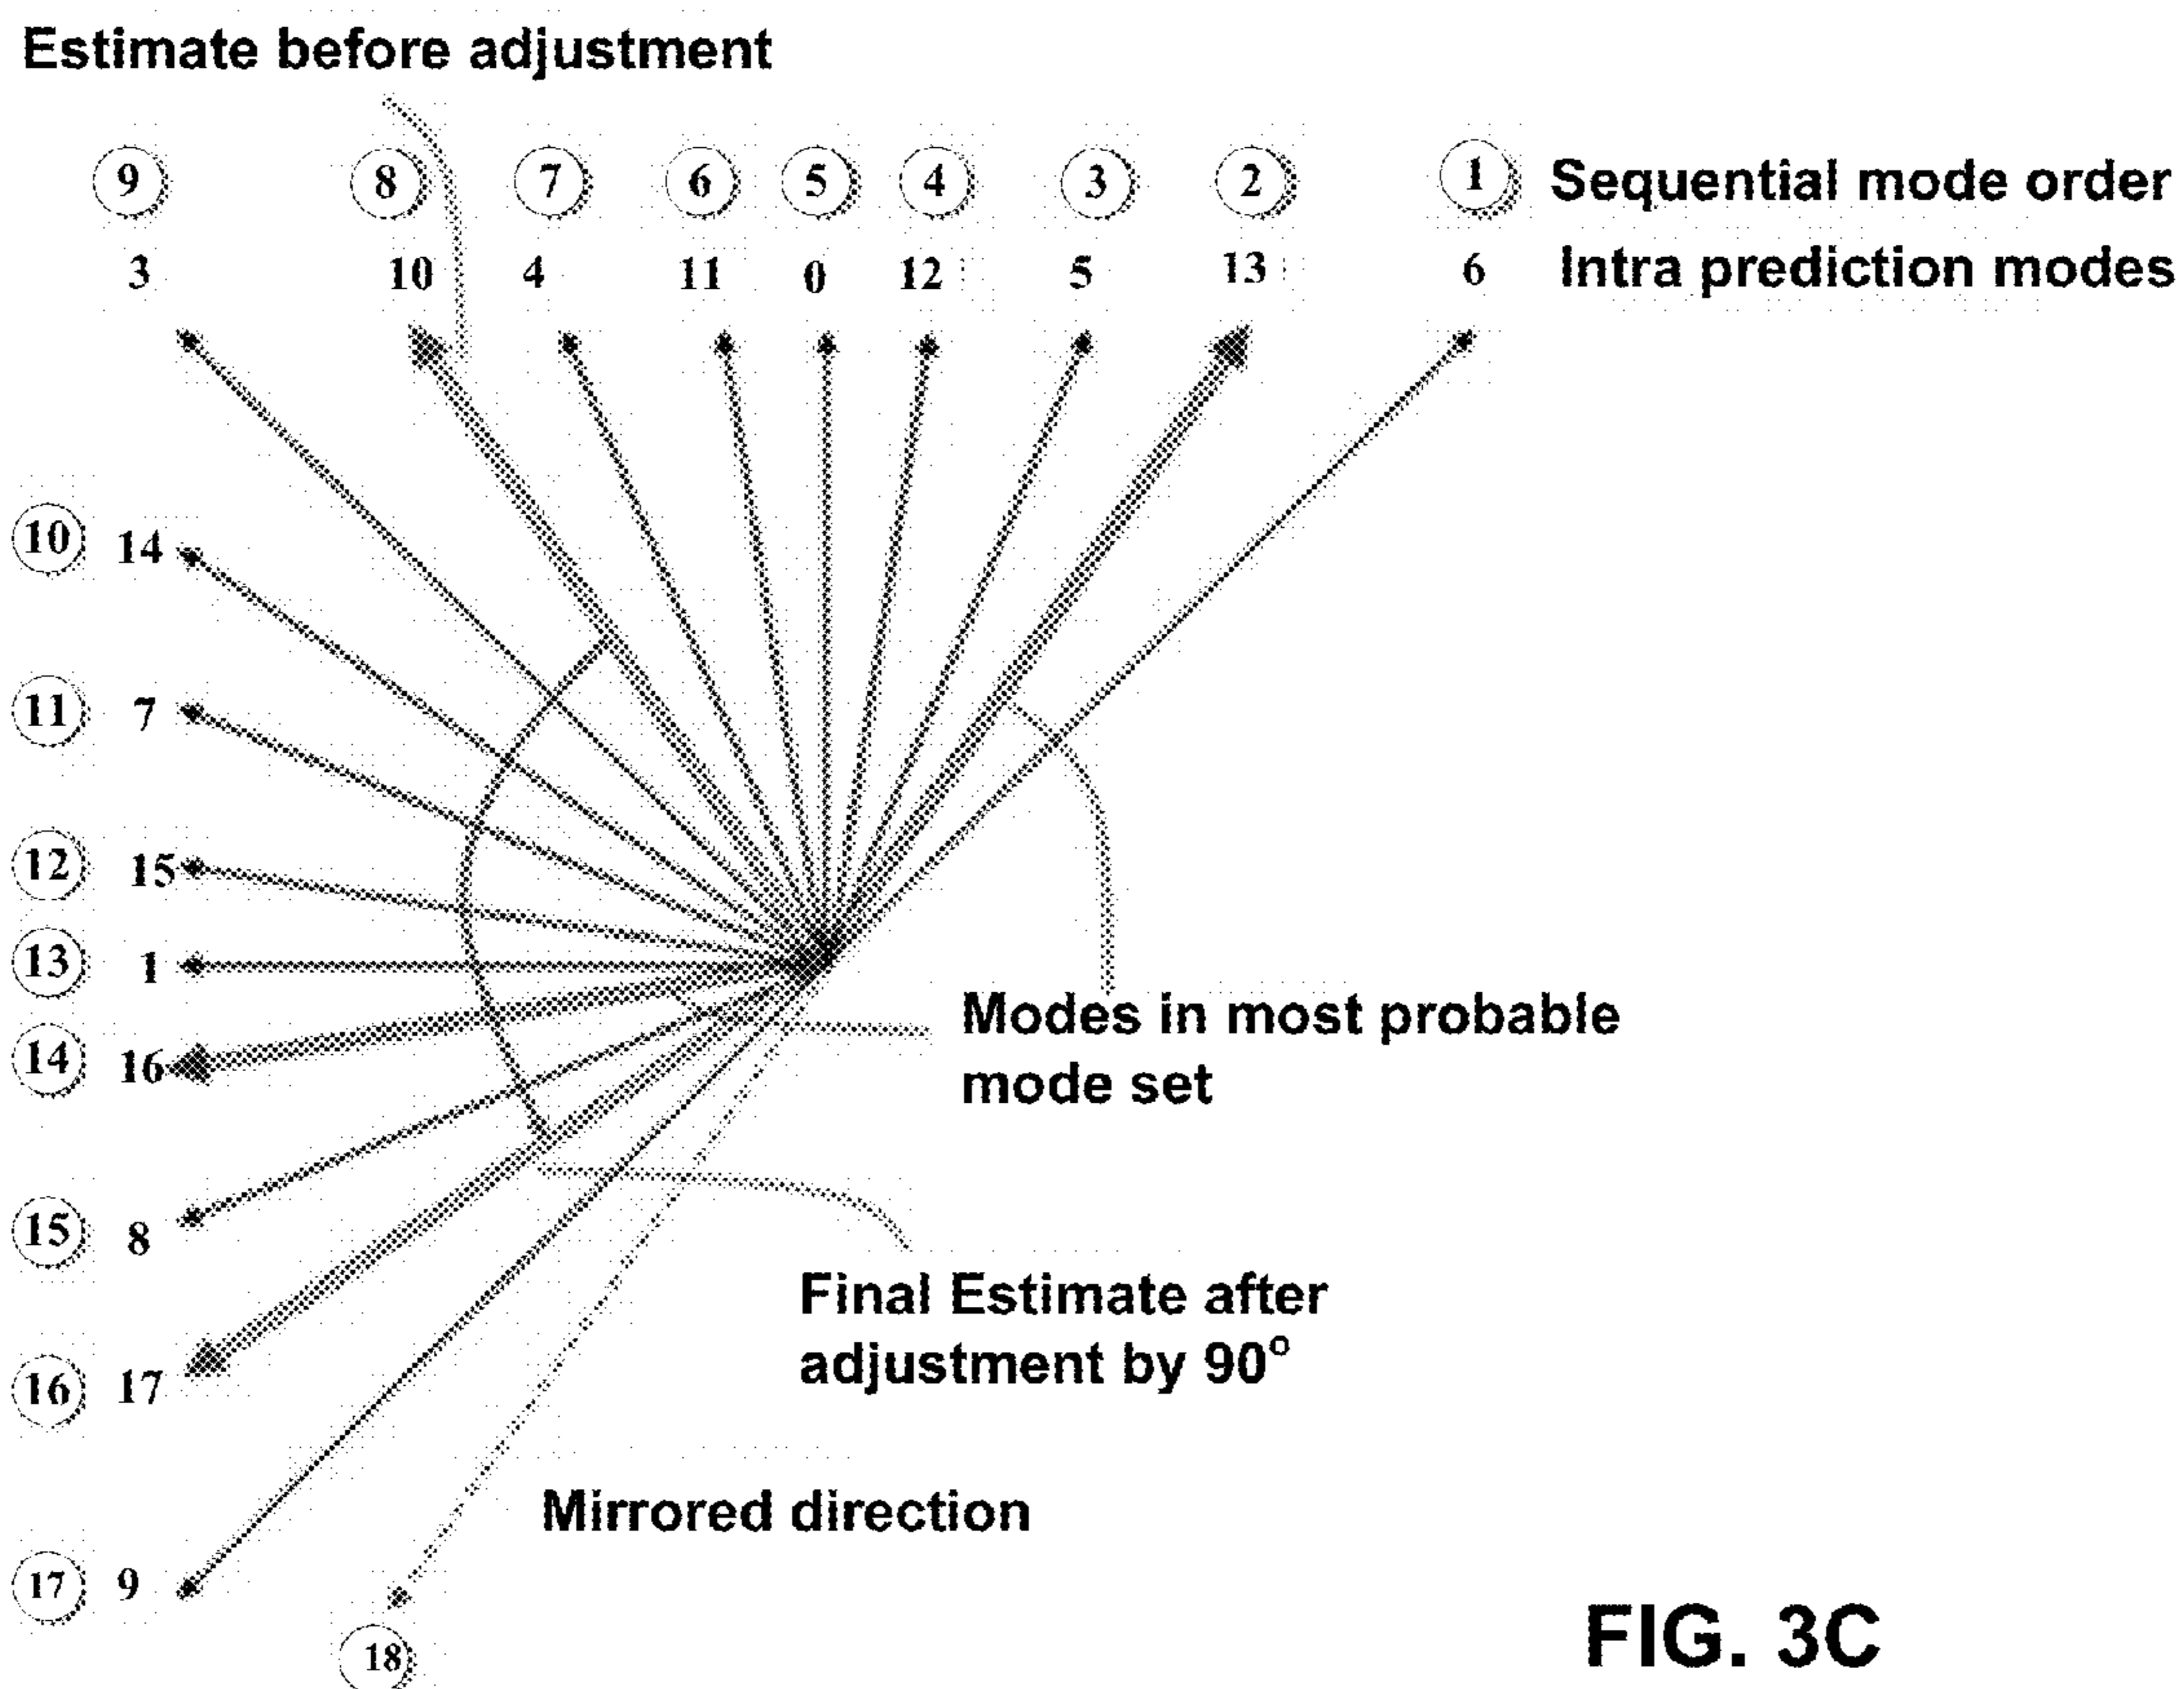 Estimate before adjustment
9 8 7 6 5 4 3 2 1 Sequential mode order
3 10 4 11 0 12 5 13 6 Intra prediction modes
10 14
11 7
12 15
13 1
14 16
15 8
16 17
17 9
18
Modes in most probable
mode set
Final Estimate after
adjustment by 90°
Mirrored direction
FIG. 3C